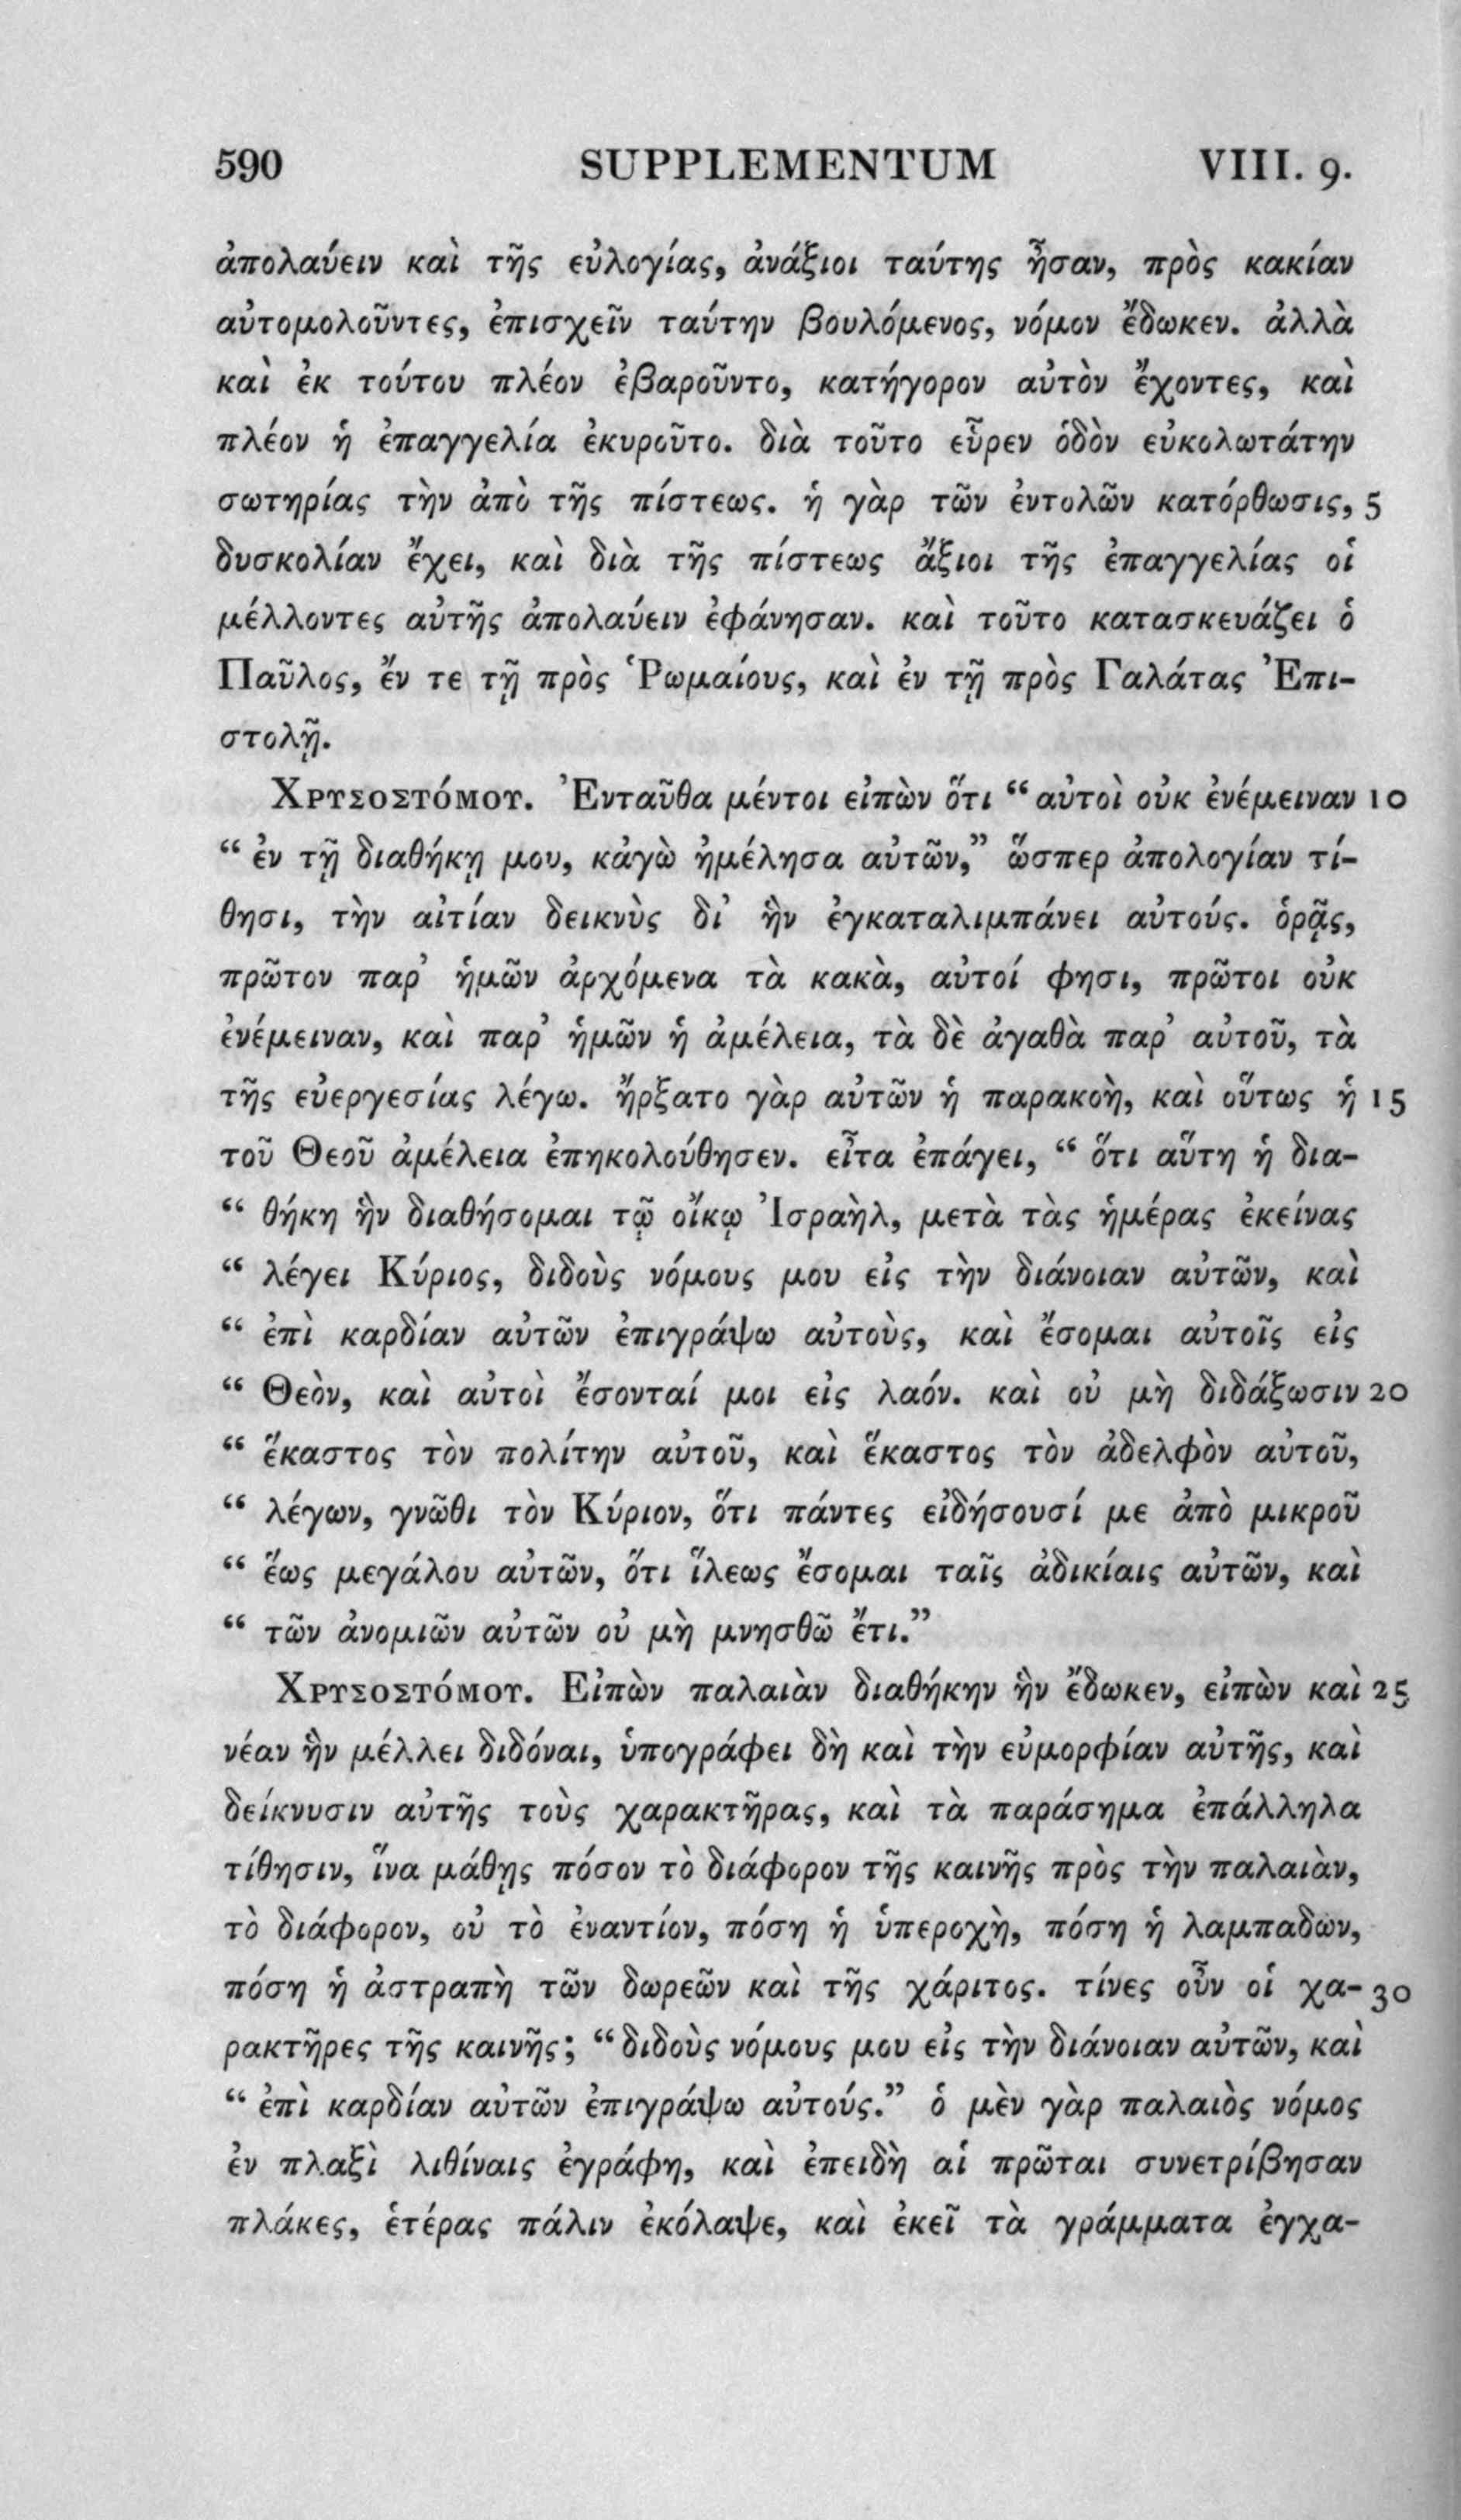 590 SUPPLEMENTUM VIII. 9.
ἀπολαύειν καὶ τῆς εὐλογίας, ἀνάξιοι ταύτης ἦσαν, πρὸς κακίαν
αὐτομολοῦντες, ἐπισχεῖν ταύτην βουλόμενος, νόμον ἔδωκεν. ἀλλὰ
καὶ ἐκ τούτου πλέον ἐβαροῦντο, κατήγορον αὐτὸν ἔχοντες, καὶ
πλέον ἡ ἐπαγγελία ἐκυροῦτο. διὰ τοῦτο εὗρεν ὁδὸν εὐκολωτάτην
σωτηρίας τὴν ἀπὸ τῆς πίστεως. ἡ γὰρ τῶν ἐντολῶν κατόρθωσις, 5
δυσκολίαν ἔχει, καὶ διὰ τῆς πίστεως ἄξιοι τῆς ἐπαγγελίας οἱ
μέλλοντες αὐτῆς ἀπολαύειν ἐφάνησαν. καὶ τοῦτο κατασκευάζει ὁ
Παῦλος, ἔν τε τῇ πρὸς Ῥωμαίους, καὶ ἐν τῇ πρὸς Γαλάτας Ἐπι-
στολῇ.
Χρυσοστόμου. Ἐνταῦθα μέντοι εἰπὼν ὅτι “ αὐτοὶ οὐκ ἐνέμειναν 10
“ ἐν τῇ διαθήκῃ μου, κἀγὼ ἠμέλησα αὐτῶν,” ὥσπερ ἀπολογίαν τί-
θησι, τὴν αἰτίαν δεικνὺς δι’ ἣν ἐγκαταλιμπάνει αὐτούς. ὁρᾷς,
πρῶτον παρ’ ἡμῶν ἀρχόμενα τὰ κακὰ, αὐτοί φησι, πρῶτοι οὐκ
ἐνέμειναν, καὶ παρ’ ἡμῶν ἡ ἀμέλεια, τὰ δὲ ἀγαθὰ παρ’ αὐτοῦ, τὰ
τῆς εὐεργεσίας λέγω. ἤρξατο γὰρ αὐτῶν ἡ παρακοὴ, καὶ οὕτως ἡ 15
τοῦ Θεοῦ ἀμέλεια ἐπηκολούθησεν. εἶτα ἐπάγει, “ ὅτι αὕτη ἡ δια-
“ θήκη ἣν διαθήσομαι τῷ οἴκῳ Ἰσραὴλ, μετὰ τὰς ἡμέρας ἐκείνας
“ λέγει Κύριος, διδοὺς νόμους μου εἰς τὴν διάνοιαν αὐτῶν, καὶ
“ ἐπὶ καρδίαν αὐτῶν ἐπιγράψω αὐτοὺς, καὶ ἔσομαι αὐτοῖς εἰς
“ Θεὸν, καὶ αὐτοὶ ἔσονταί μοι εἰς λαόν. καὶ οὐ μὴ διδάξωσιν 20
“ ἕκαστος τὸν πολίτην αὐτοῦ, καὶ ἕκαστος τὸν ἀδελφὸν αὐτοῦ,
“ λέγων, γνῶθι τὸν Κύριον, ὅτι πάντες εἰδήσουσί με ἀπὸ μικροῦ
“ ἕως μεγάλου αὐτῶν, ὅτι ἵλεως ἔσομαι ταῖς ἀδικίαις αὐτῶν, καὶ
“ τῶν ἀνομιῶν αὐτῶν οὐ μὴ μνησθῶ ἔτι.”
Χρυσοστόμου. Εἰπὼν παλαιὰν διαθήκην ἣν ἔδωκεν, εἰπὼν καὶ 25
νέαν ἣν μέλλει διδόναι, ὑπογράφει δὴ καὶ τὴν εὐμορφίαν αὐτῆς, καὶ
δείκνυσιν αὐτῆς τοὺς χαρακτῆρας, καὶ τὰ παράσημα ἐπάλληλα
τίθησιν, ἵνα μάθῃς πόσον τὸ διάφορον τῆς καινῆς πρὸς τὴν παλαιὰν,
τὸ διάφορον, οὐ τὸ ἐναντίον, πόση ἡ ὑπεροχὴ, πόση ἡ λαμπαδὼν,
πόση ἡ ἀστραπὴ τῶν δωρεῶν καὶ τῆς χάριτος. τίνες οὖν οἱ χα- 30
ρακτῆρες τῆς καινῆς; “ διδοὺς νόμους μου εἰς τὴν διάνοιαν αὐτῶν, καὶ
“ ἐπὶ καρδίαν αὐτῶν ἐπιγράψω αὐτούς.” ὁ μὲν γὰρ παλαιὸς νόμος
ἐν πλαξὶ λιθίναις ἐγράφη, καὶ ἐπειδὴ αἱ πρῶται συνετρίβησαν
πλάκες, ἑτέρας πάλιν ἐκόλαψε, καὶ ἐκεῖ τὰ γράμματα ἐγχα-